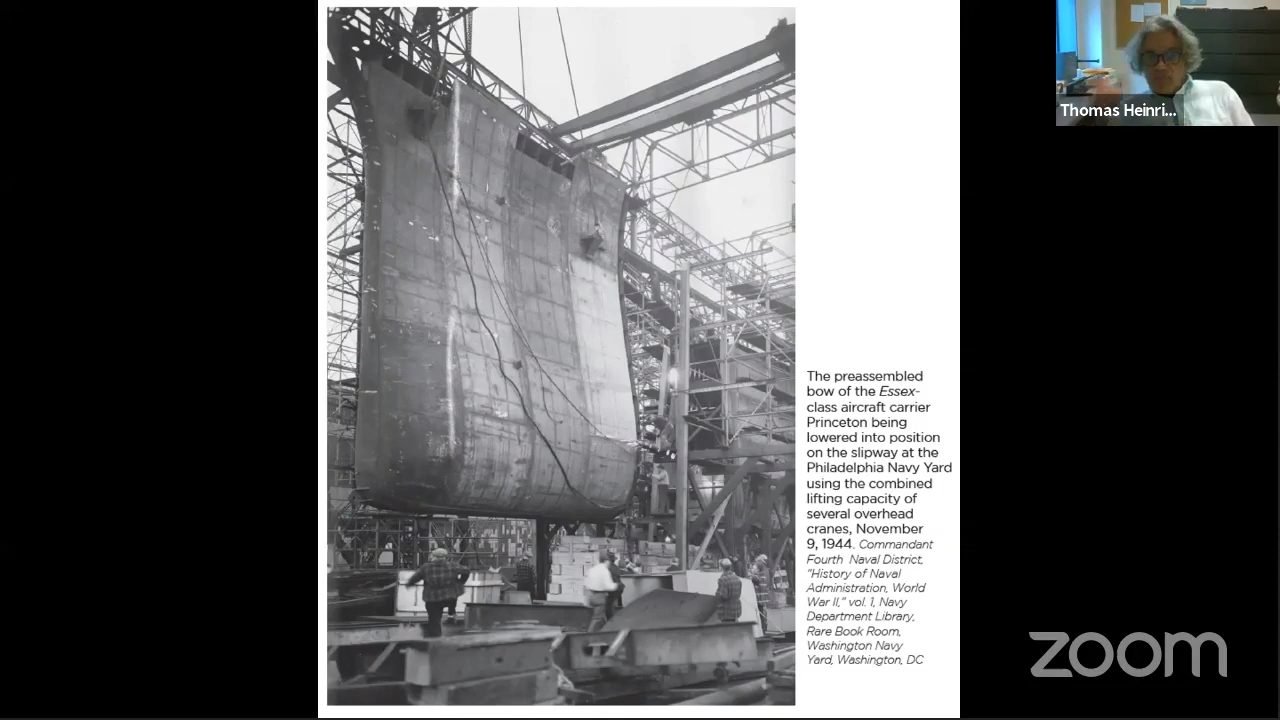 Thomas Heinri...
The preassembled
bow of the Essex-
class aircraft carrier
Princeton being
lowered into position
on the slipway at the
Philadelphia Navy Yard
using the combined
lifting capacity of
several overhead
cranes, November
9, 1944. Commandant
Fourth Naval District,
"History of Naval
Administration, World
War II," vol. 1, Navy
Department Library,
Rare Book Room,
Washington Navy
Yard, Washington, DC
zoom